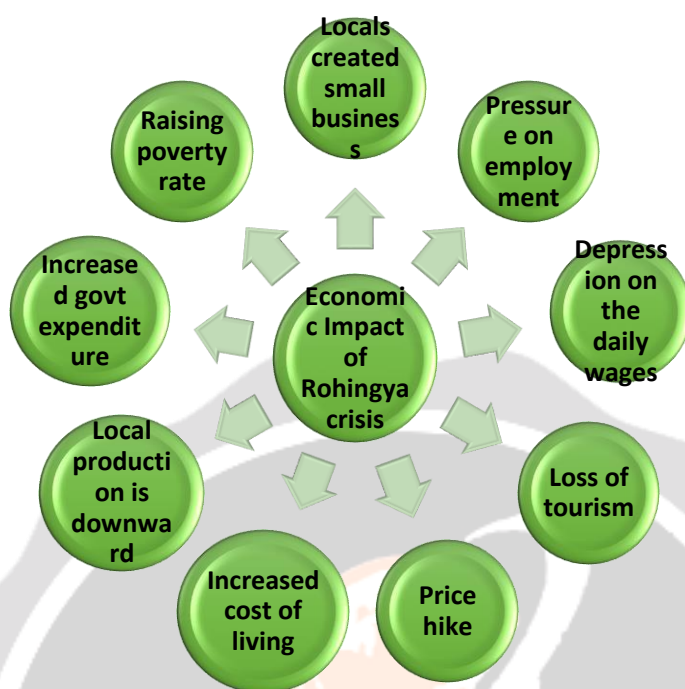 Locals
created
small
busines
s
Pressur
e on
employ
ment
Depress
ion on
the
daily
wages
Loss of
tourism
Price
hike
Increased
cost of
living
Local
producti
on is
downwa
rd
Increase
d govt
expendit
ure
Raising
poverty
rate
Economi
c Impact
of
Rohingya
crisis